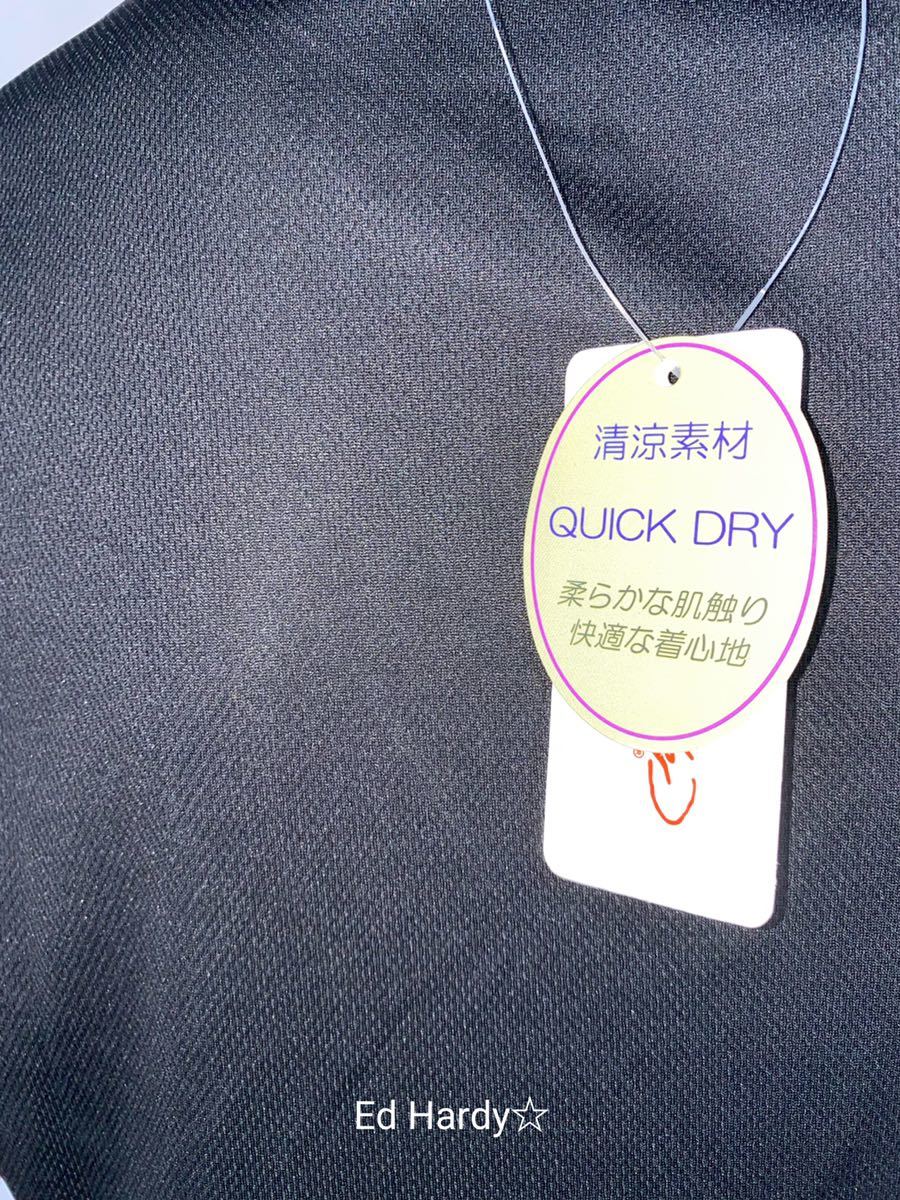 清涼素材
QUICK DRY
柔らかな肌触り
快適な着心地
®
Ed Hardy☆